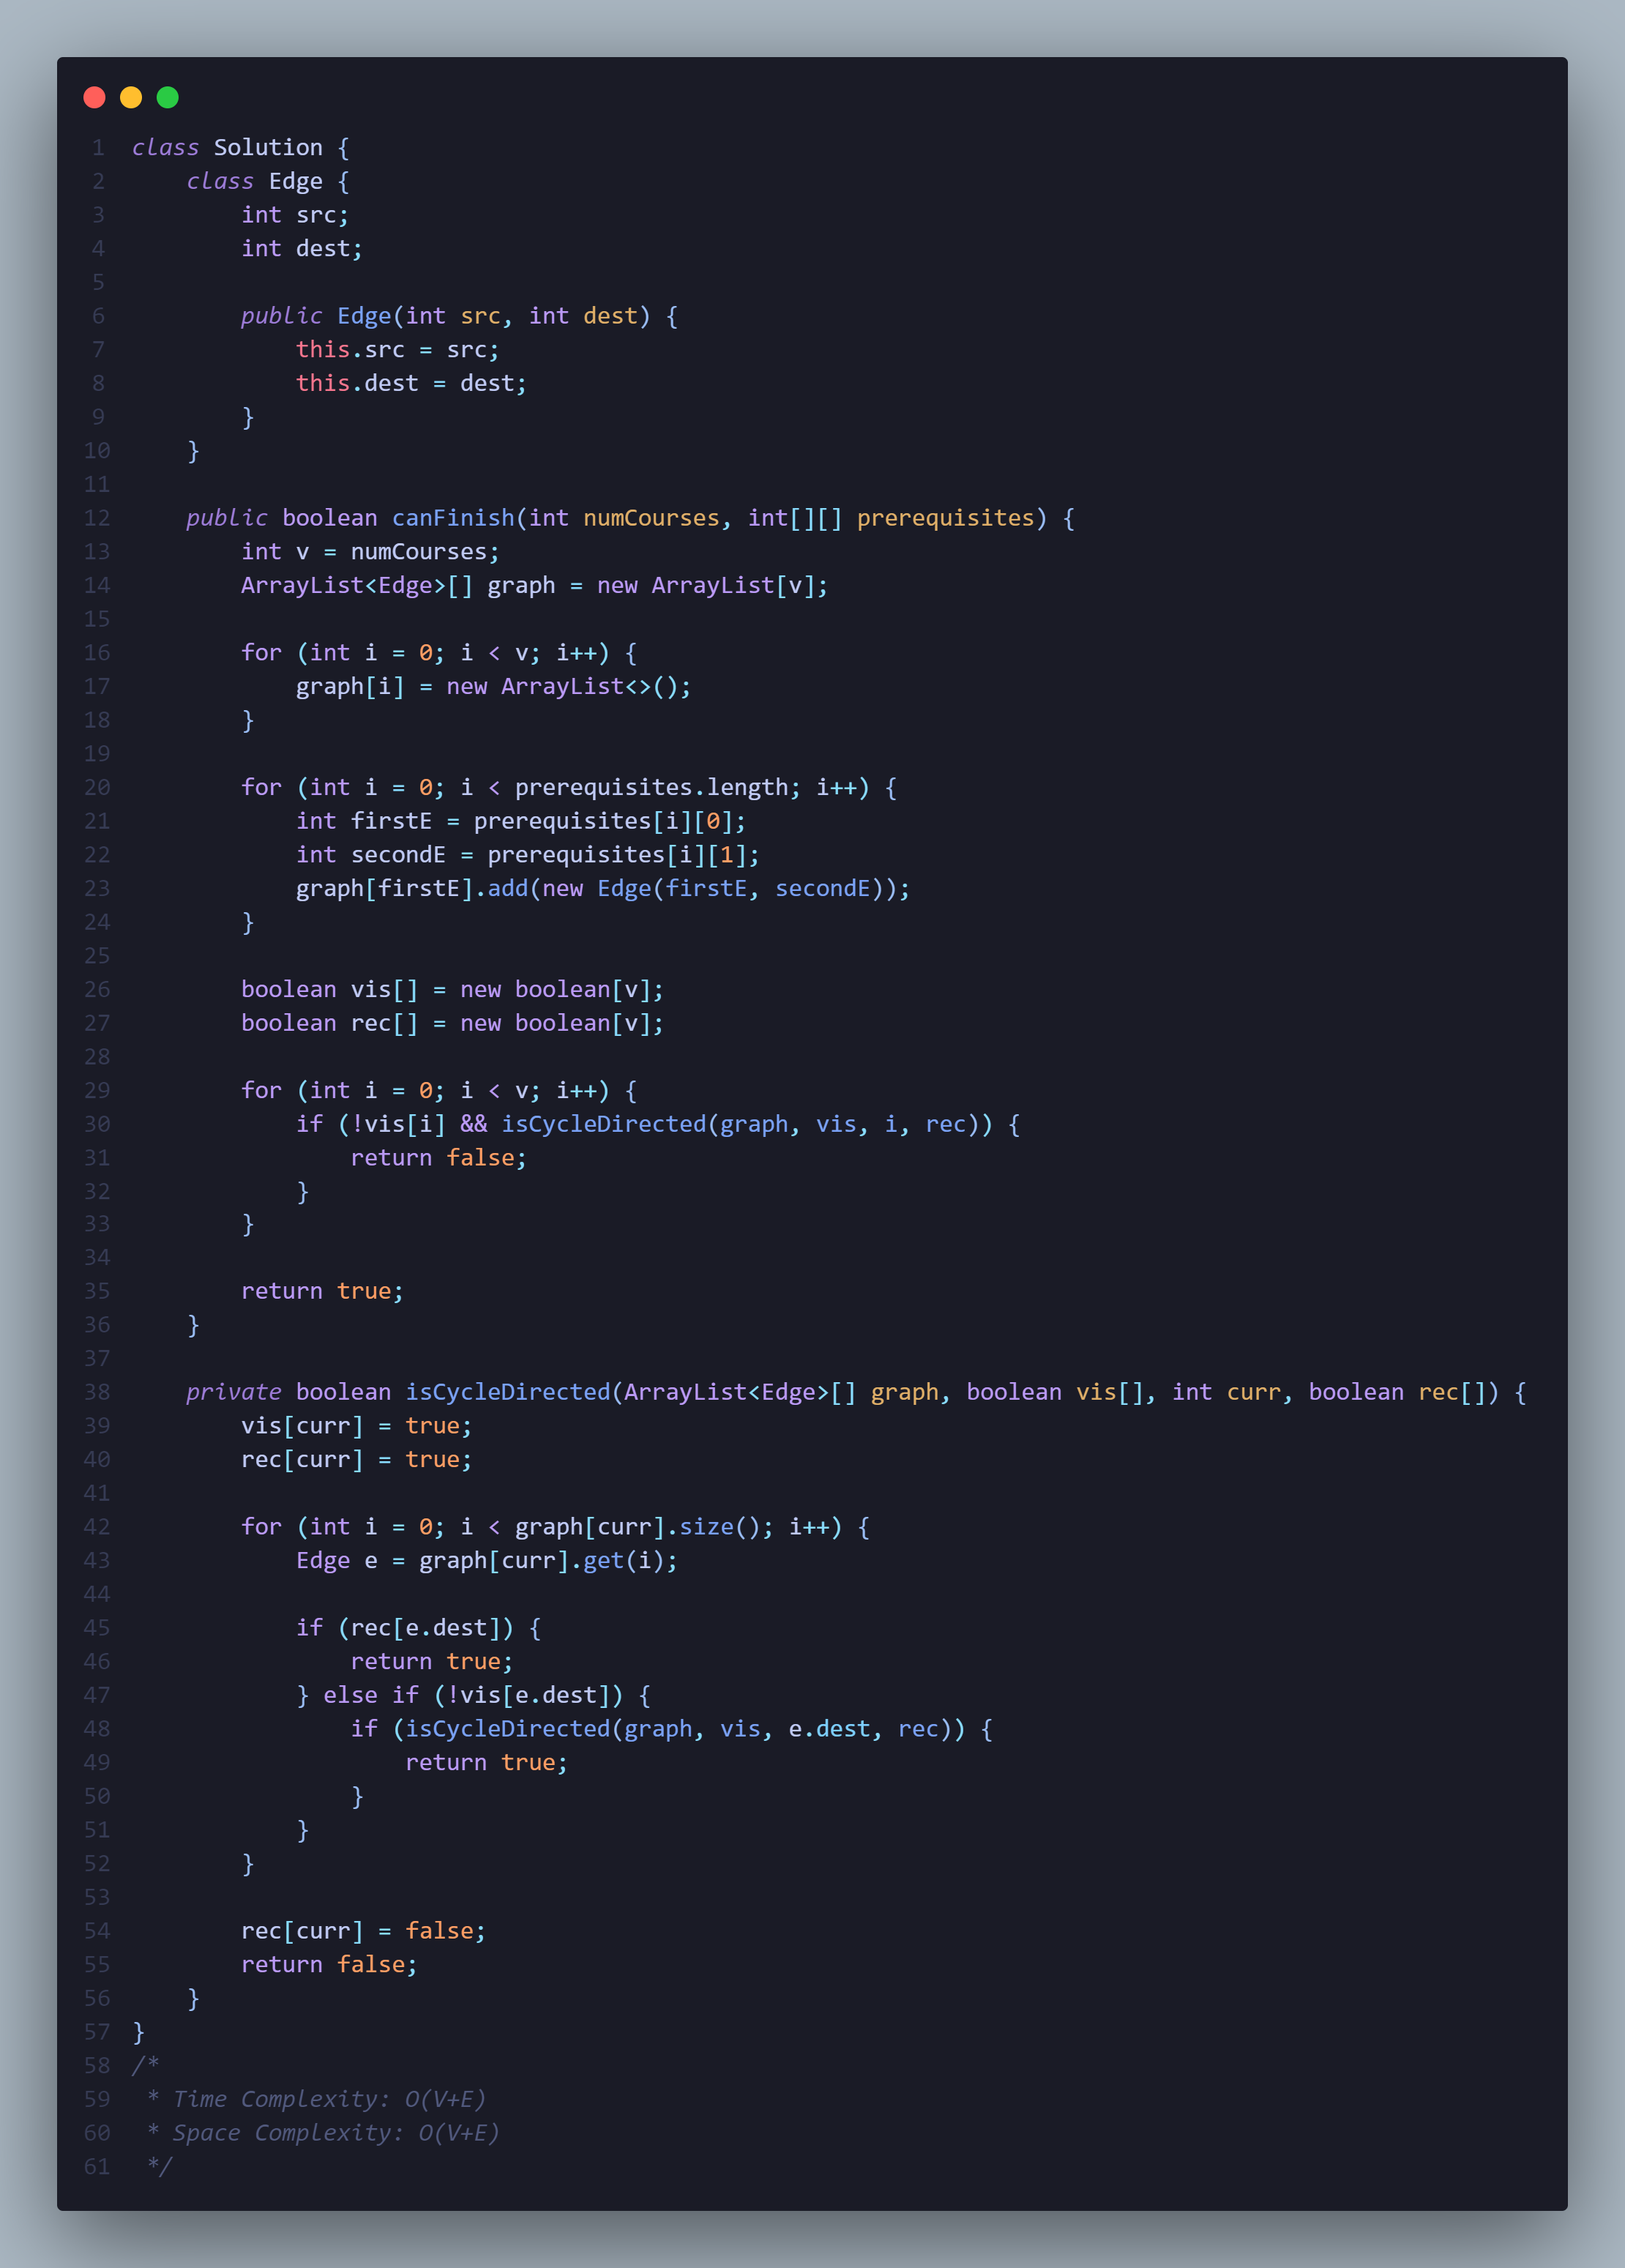 1 class Solution {
2     class Edge {
3         int src;
4         int dest;
5
6         public Edge(int src, int dest) {
7             this.src = src;
8             this.dest = dest;
9         }
10     }
11
12     public boolean canFinish(int numCourses, int[][] prerequisites) {
13         int v = numCourses;
14         ArrayList<Edge>[] graph = new ArrayList[v];
15
16         for (int i = 0; i < v; i++) {
17             graph[i] = new ArrayList<>();
18         }
19
20         for (int i = 0; i < prerequisites.length; i++) {
21             int firstE = prerequisites[i][0];
22             int secondE = prerequisites[i][1];
23             graph[firstE].add(new Edge(firstE, secondE));
24         }
25
26         boolean vis[] = new boolean[v];
27         boolean rec[] = new boolean[v];
28
29         for (int i = 0; i < v; i++) {
30             if (!vis[i] && isCycleDirected(graph, vis, i, rec)) {
31                 return false;
32             }
33         }
34
35         return true;
36     }
37
38     private boolean isCycleDirected(ArrayList<Edge>[] graph, boolean vis[], int curr, boolean rec[]) {
39         vis[curr] = true;
40         rec[curr] = true;
41
42         for (int i = 0; i < graph[curr].size(); i++) {
43             Edge e = graph[curr].get(i);
44
45             if (rec[e.dest]) {
46                 return true;
47             } else if (!vis[e.dest]) {
48                 if (isCycleDirected(graph, vis, e.dest, rec)) {
49                     return true;
50                 }
51             }
52         }
53
54         rec[curr] = false;
55         return false;
56     }
57 }
58 /*
59  * Time Complexity: O(V+E)
60  * Space Complexity: O(V+E)
61  */